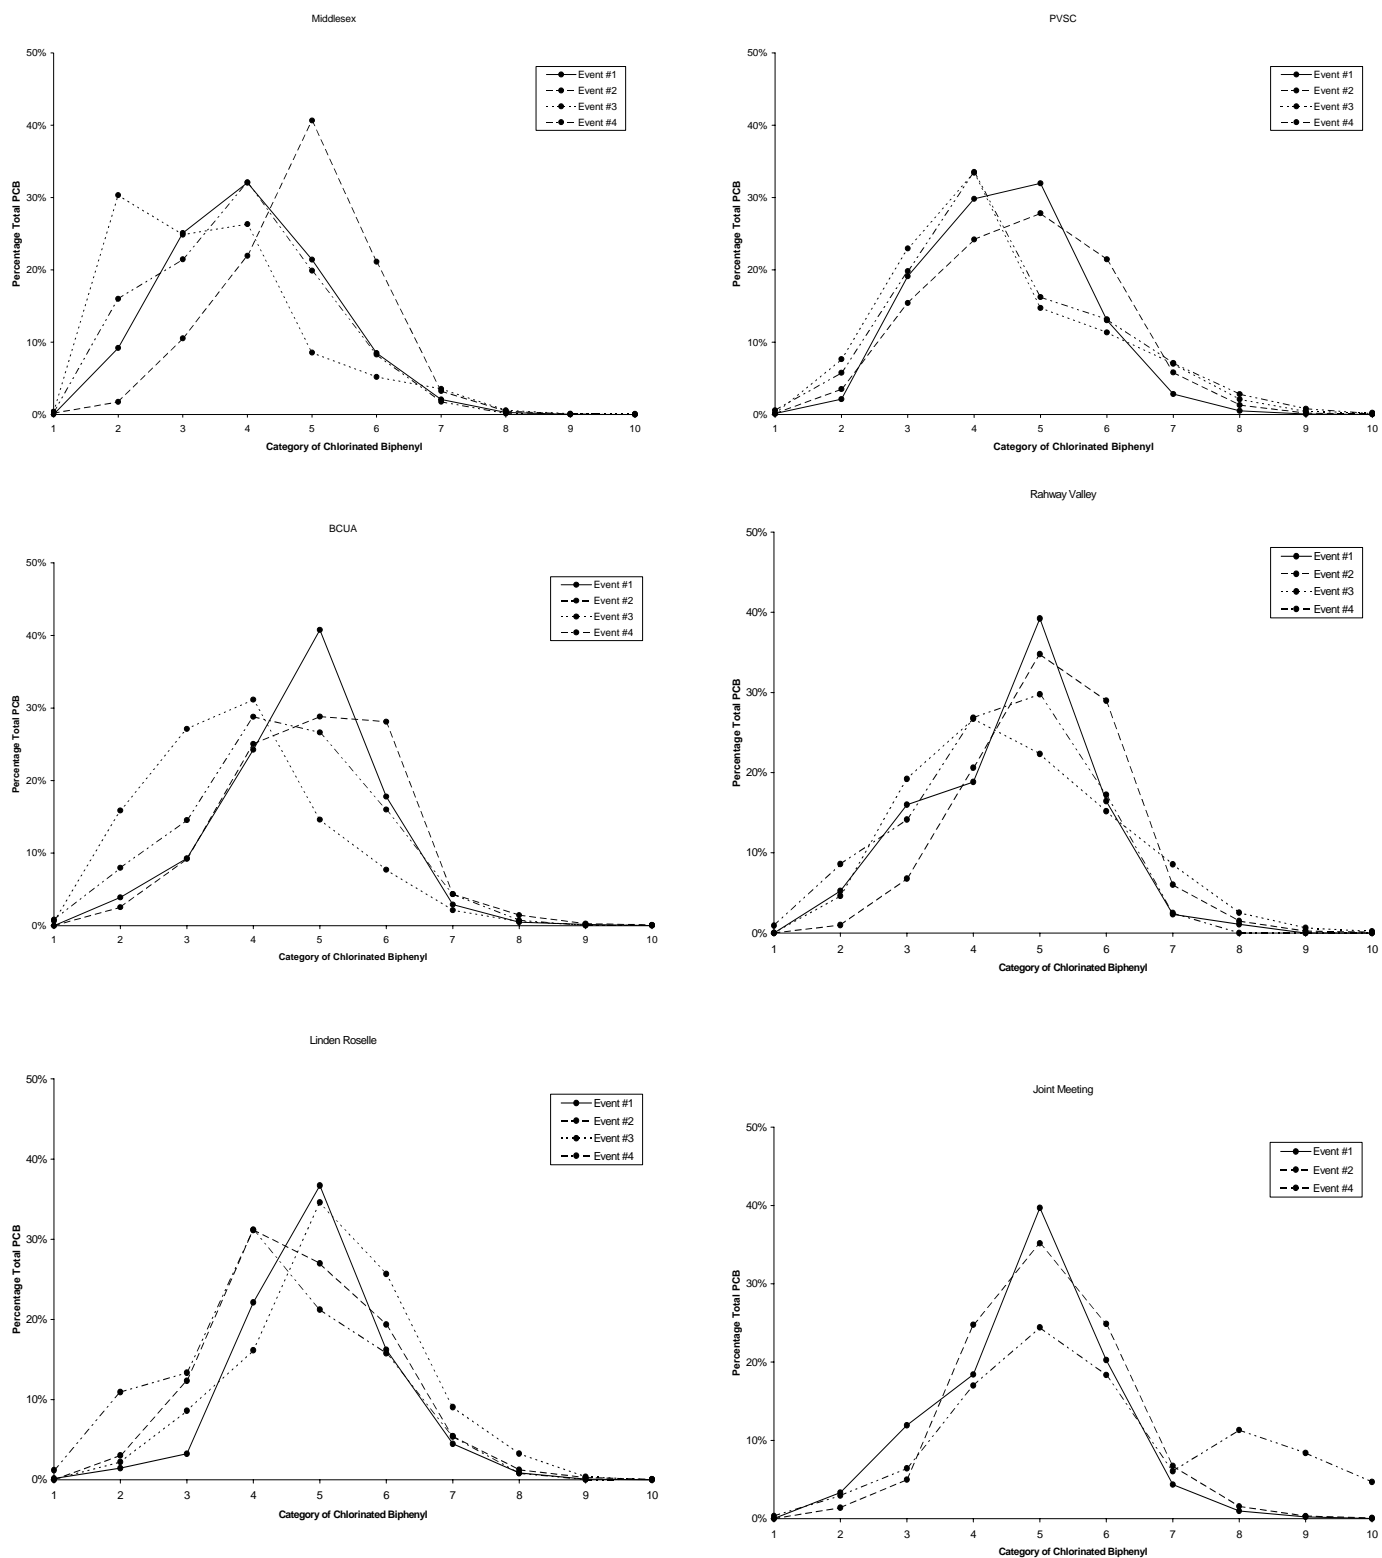 Middlesex
50%
40%
30%
20%
10%
0%
Percentage Total PCB
Event #1
Event #2
Event #3
Event #4
1 2 3 4 5 6 7 8 9 10
Category of Chlorinated Biphenyl
PVSC
50%
40%
30%
20%
10%
0%
Percentage Total PCB
Event #1
Event #2
Event #3
Event #4
1 2 3 4 5 6 7 8 9 10
Category of Chlorinated Biphenyl
BCUA
50%
40%
30%
20%
10%
0%
Percentage Total PCB
Event #1
Event #2
Event #3
Event #4
1 2 3 4 5 6 7 8 9 10
Category of Chlorinated Biphenyl
Rahway Valley
50%
40%
30%
20%
10%
0%
Percentage Total PCB
Event #1
Event #2
Event #3
Event #4
1 2 3 4 5 6 7 8 9 10
Category of Chlorinated Biphenyl
Linden Roselle
50%
40%
30%
20%
10%
0%
Percentage Total PCB
Event #1
Event #2
Event #3
Event #4
1 2 3 4 5 6 7 8 9 10
Category of Chlorinated Biphenyl
Joint Meeting
50%
40%
30%
20%
10%
0%
Percentage Total PCB
Event #1
Event #2
Event #4
1 2 3 4 5 6 7 8 9 10
Category of Chlorinated Biphenyl